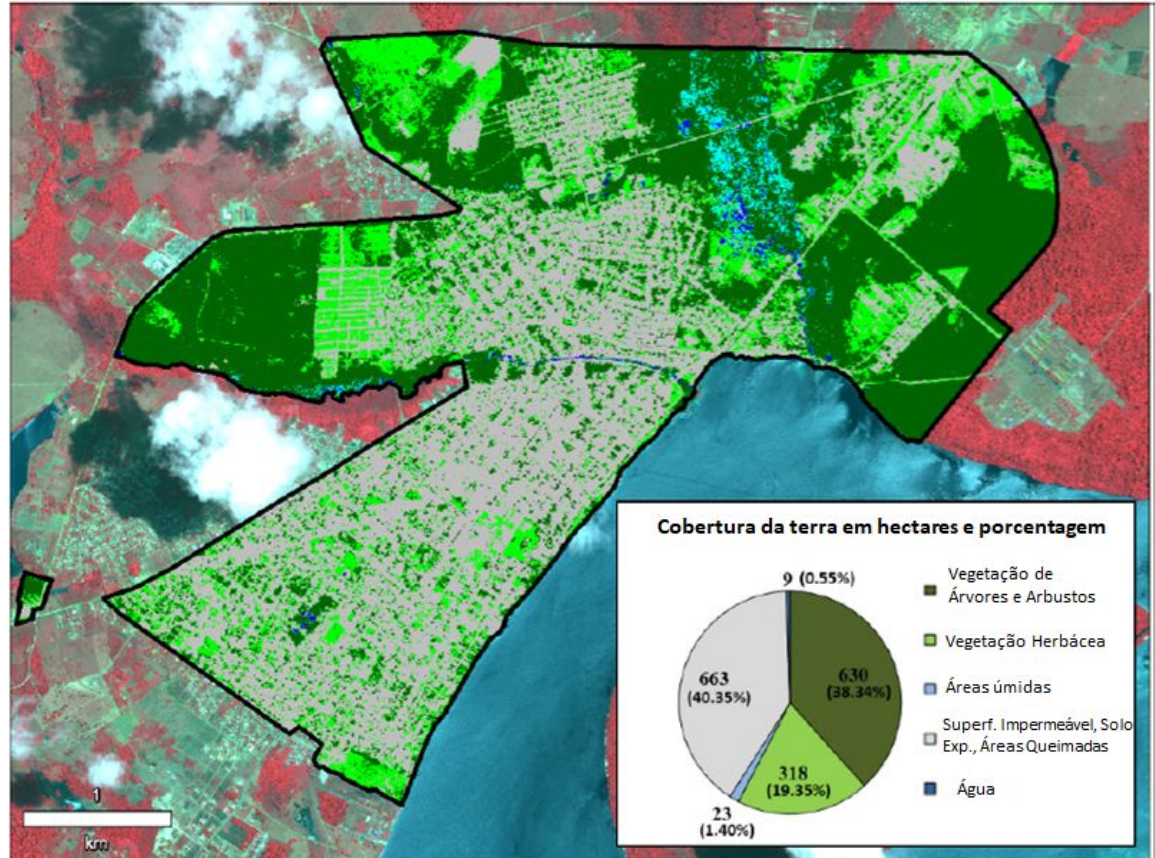 Cobertura da terra em hectares e porcentagem
9 (0.55%)
630
(38.34%)
318
(19.35%)
23
(1.40%)
663
(40.35%)
Vegetação de
Árvores e Arbustos
Vegetação Herbácea
Áreas úmidas
Superf. Impermeável, Solo
Exp., Áreas Queimadas
Água
1
km